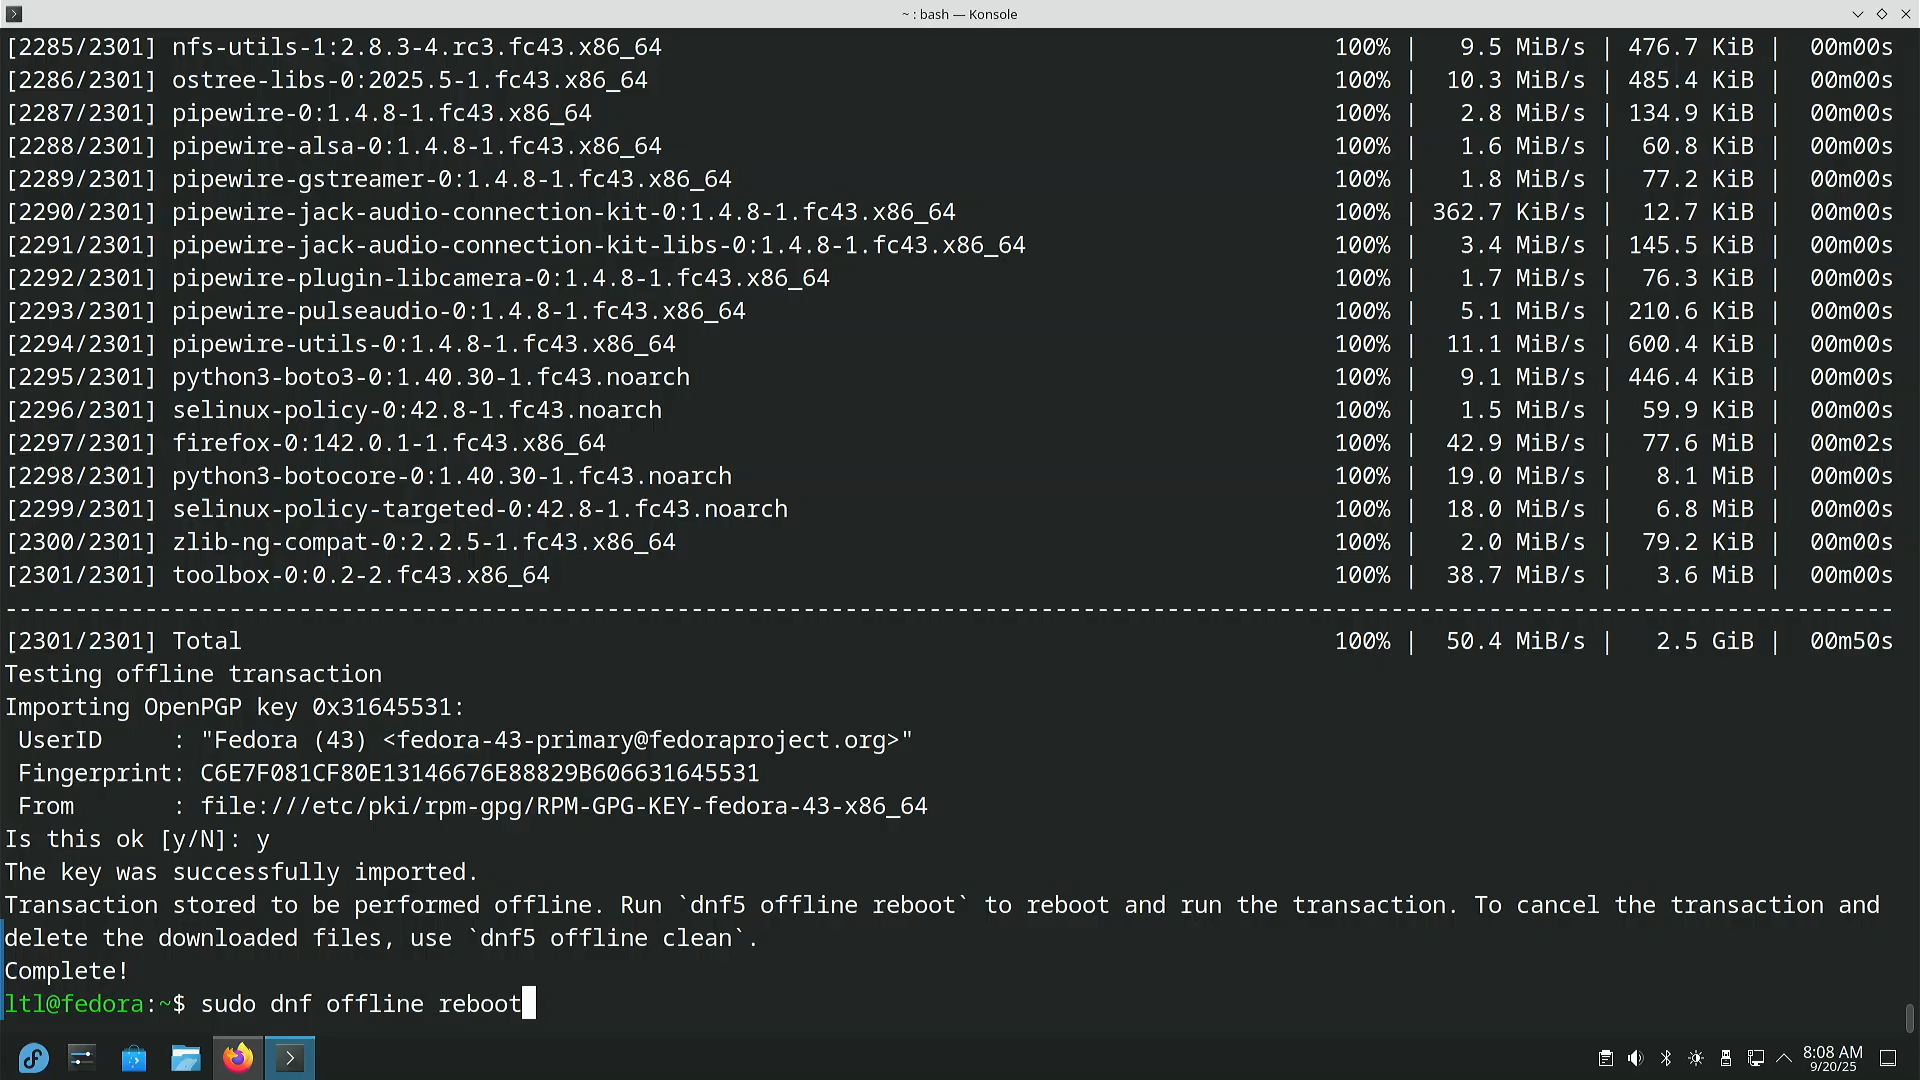 ~ : bash — Konsole
[2285/2301] nfs-utils-1:2.8.3-4.rc3.fc43.x86_64 100% | 9.5 MiB/s | 476.7 KiB | 00m00s
[2286/2301] ostree-libs-0:2025.5-1.fc43.x86_64 100% | 10.3 MiB/s | 485.4 KiB | 00m00s
[2287/2301] pipewire-0:1.4.8-1.fc43.x86_64 100% | 2.8 MiB/s | 134.9 KiB | 00m00s
[2288/2301] pipewire-alsa-0:1.4.8-1.fc43.x86_64 100% | 1.6 MiB/s | 60.8 KiB | 00m00s
[2289/2301] pipewire-gstreamer-0:1.4.8-1.fc43.x86_64 100% | 1.8 MiB/s | 77.2 KiB | 00m00s
[2290/2301] pipewire-jack-audio-connection-kit-0:1.4.8-1.fc43.x86_64 100% | 362.7 KiB/s | 12.7 KiB | 00m00s
[2291/2301] pipewire-jack-audio-connection-kit-libs-0:1.4.8-1.fc43.x86_64 100% | 3.4 MiB/s | 145.5 KiB | 00m00s
[2292/2301] pipewire-plugin-libcamera-0:1.4.8-1.fc43.x86_64 100% | 1.7 MiB/s | 76.3 KiB | 00m00s
[2293/2301] pipewire-pulseaudio-0:1.4.8-1.fc43.x86_64 100% | 5.1 MiB/s | 210.6 KiB | 00m00s
[2294/2301] pipewire-utils-0:1.4.8-1.fc43.x86_64 100% | 11.1 MiB/s | 600.4 KiB | 00m00s
[2295/2301] python3-boto3-0:1.40.30-1.fc43.noarch 100% | 9.1 MiB/s | 446.4 KiB | 00m00s
[2296/2301] selinux-policy-0:42.8-1.fc43.noarch 100% | 1.5 MiB/s | 59.9 KiB | 00m00s
[2297/2301] firefox-0:142.0.1-1.fc43.x86_64 100% | 42.9 MiB/s | 77.6 MiB | 00m02s
[2298/2301] python3-botocore-0:1.40.30-1.fc43.noarch 100% | 19.0 MiB/s | 8.1 MiB | 00m00s
[2299/2301] selinux-policy-targeted-0:42.8-1.fc43.noarch 100% | 18.0 MiB/s | 6.8 MiB | 00m00s
[2300/2301] zlib-ng-compat-0:2.2.5-1.fc43.x86_64 100% | 2.0 MiB/s | 79.2 KiB | 00m00s
[2301/2301] toolbox-0:0.2-2.fc43.x86_64 100% | 38.7 MiB/s | 3.6 MiB | 00m00s
---------------------------------------------------------------------------------------------------------------------------------------
[2301/2301] Total 100% | 50.4 MiB/s | 2.5 GiB | 00m50s
Testing offline transaction
Importing OpenPGP key 0x31645531:
UserID : "Fedora (43) <fedora-43-primary@fedoraproject.org>"
Fingerprint: C6E7F081CF80E13146676E88829B606631645531
From : file:///etc/pki/rpm-gpg/RPM-GPG-KEY-fedora-43-x86_64
Is this ok [y/N]: y
The key was successfully imported.
Transaction stored to be performed offline. Run `dnf5 offline reboot` to reboot and run the transaction. To cancel the transaction and
delete the downloaded files, use `dnf5 offline clean`.
Complete!
ltl@fedora:~$ sudo dnf offline reboot
8:08 AM
9/20/25